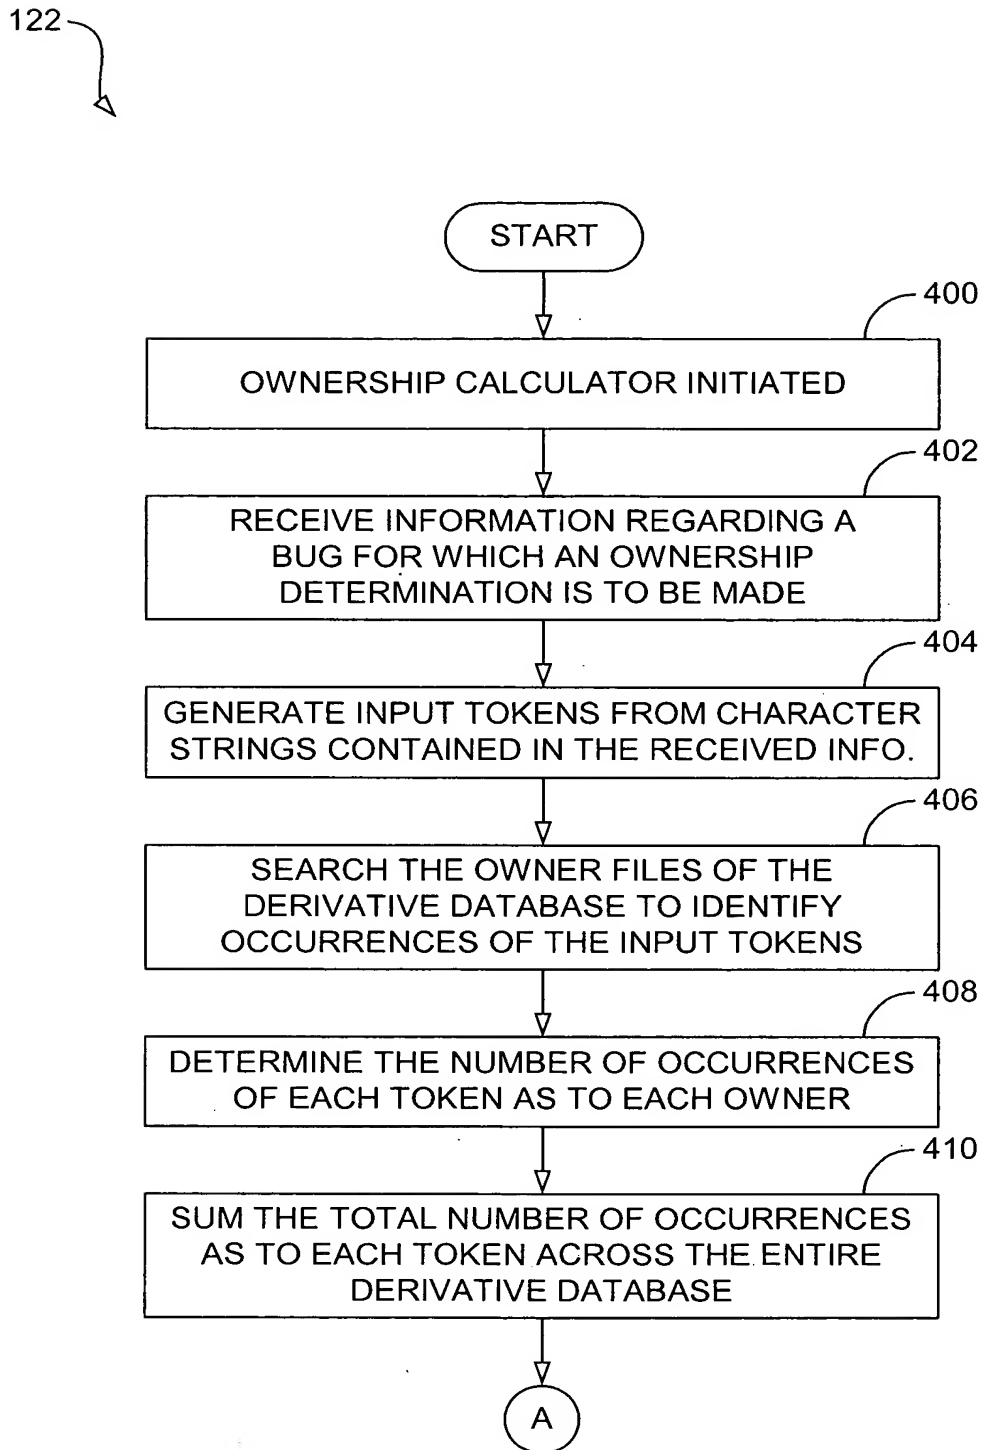 122
START
400
OWNERSHIP CALCULATOR INITIATED
402
RECEIVE INFORMATION REGARDING A
BUG FOR WHICH AN OWNERSHIP
DETERMINATION IS TO BE MADE
404
GENERATE INPUT TOKENS FROM CHARACTER
STRINGS CONTAINED IN THE RECEIVED INFO.
406
SEARCH THE OWNER FILES OF THE
DERIVATIVE DATABASE TO IDENTIFY
OCCURRENCES OF THE INPUT TOKENS
408
DETERMINE THE NUMBER OF OCCURRENCES
OF EACH TOKEN AS TO EACH OWNER
410
SUM THE TOTAL NUMBER OF OCCURRENCES
AS TO EACH TOKEN ACROSS THE ENTIRE
DERIVATIVE DATABASE
A